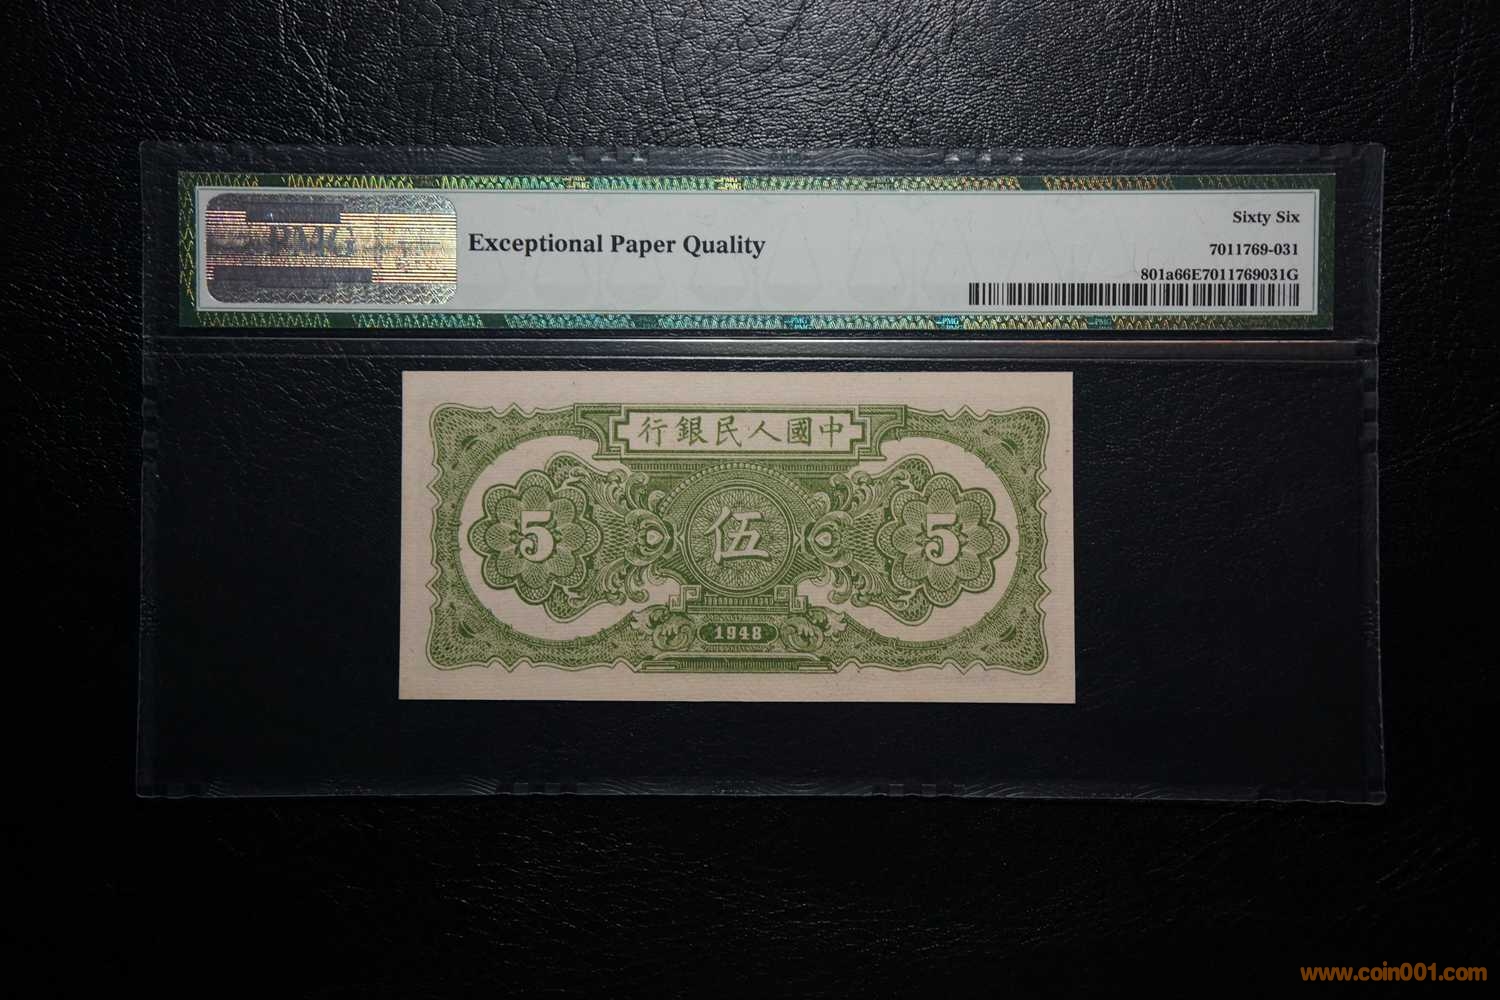 PMG
Exceptional Paper Quality
Sixty Six
7011769-031
801a66E7011769031G
行銀民人國中
5
伍
5
1948
www.coin001.com